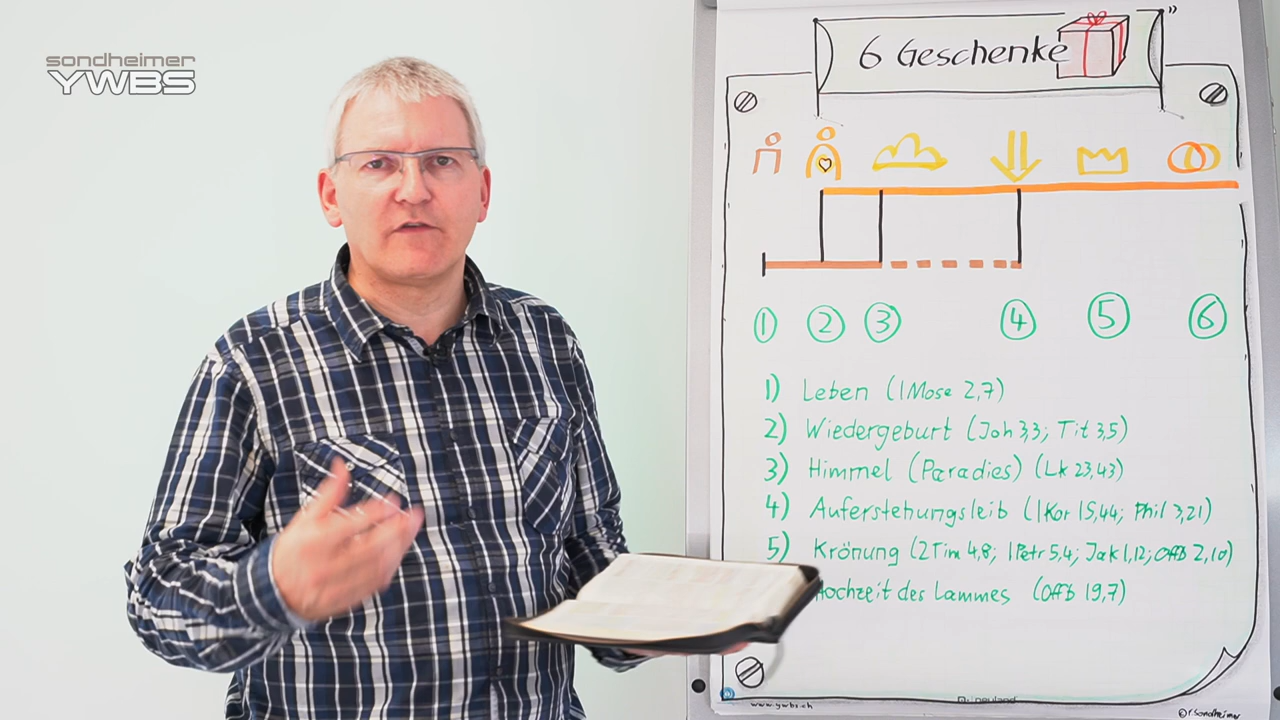 sondheimer
YWBS
6 Geschenke
1 2 3 4 5 6
1) Leben (1Mose 2,7)
2) Wiedergeburt (Joh 3,3; Tit 3,5)
3) Himmel (Paradies) (Lk 23,43)
4) Auferstehungsleib (1Kor 15,44; Phil 3,21)
5) Krönung (2Tim 4,8; 1Petr 5,4; Jak 1,12; Offb 2,10)
Hochzeit des Lammes (Offb 19,7)
neuland
www.ywbs.ch
Sondheimer